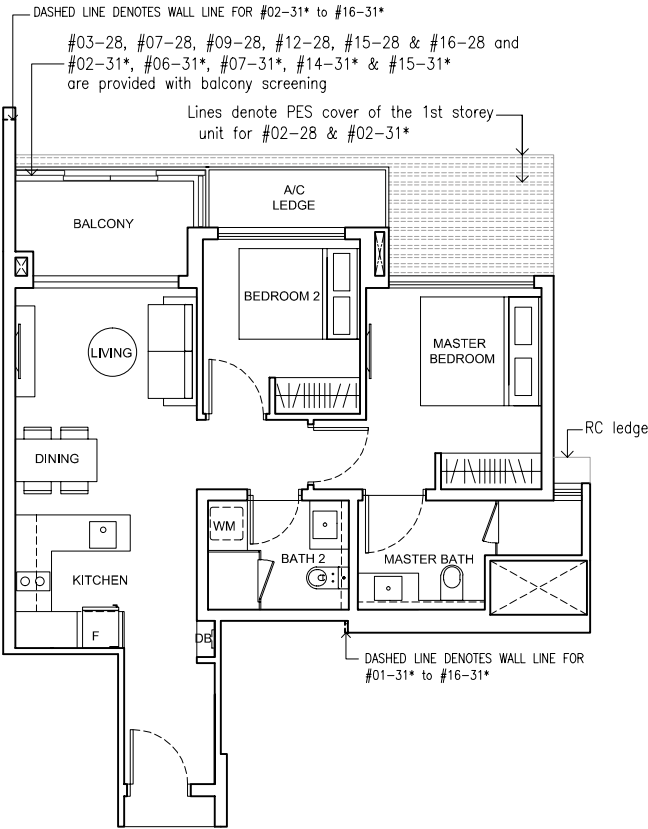 DASHED LINE DENOTES WALL LINE FOR #02-31* to #16-31*
#03-28, #07-28, #09-28, #12-28, #15-28 & #16-28 and
#02-31*, #06-31*, #07-31*, #14-31* & #15-31*
are provided with balcony screening
Lines denote PES cover of the 1st storey
unit for #02-28 & #02-31*
A/C
LEDGE
BALCONY
BEDROOM 2
LIVING
MASTER
BEDROOM
RC ledge
DINING
WM
BATH 2
MASTER BATH
KITCHEN
F
DB
DASHED LINE DENOTES WALL LINE FOR
#01-31* to #16-31*